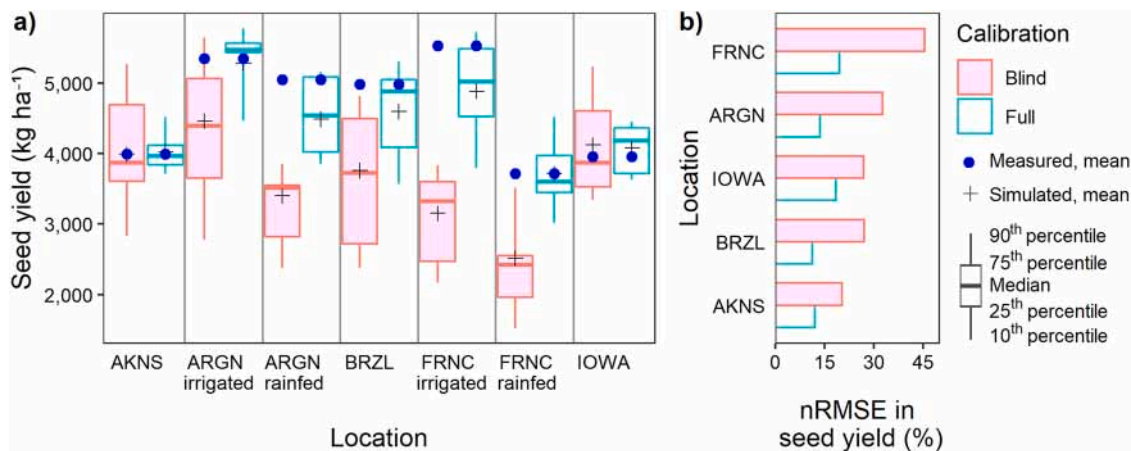 a)
Seed yield (kg ha⁻¹)
5,000
4,000
3,000
2,000
AKNS
ARGN
irrigated
ARGN
rainfed
BRZL
FRNC
irrigated
FRNC
rainfed
IOWA
Location
b)
Location
FRNC
ARGN
IOWA
BRZL
AKNS
0 15 30 45
nRMSE in
seed yield (%)
Calibration
Blind
Full
Measured, mean
Simulated, mean
90th percentile
75th percentile
Median
25th percentile
10th percentile